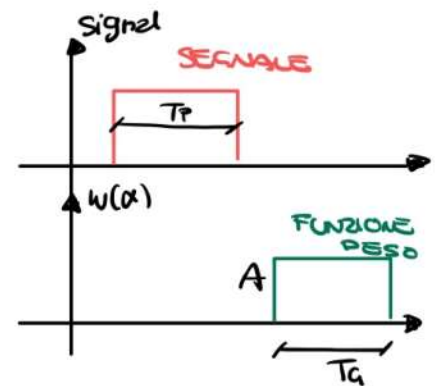 Signal
SEGNALE
TP
w(α)
FUNZIONE
PESO
A
TG